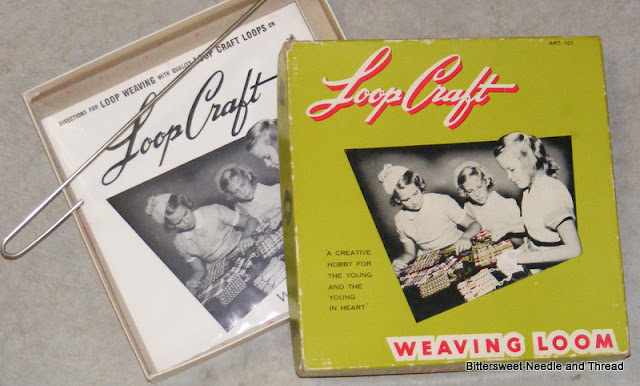 DIRECTIONS FOR LOOP WEAVING WITH QUALITY LOOP CRAFT LOOPS ON
Loop Craft
W
ART. 101
Loop Craft
'A CREATIVE
HOBBY FOR
THE YOUNG
AND THE
YOUNG
IN HEART'
WEAVING LOOM
Bittersweet Needle and Thread